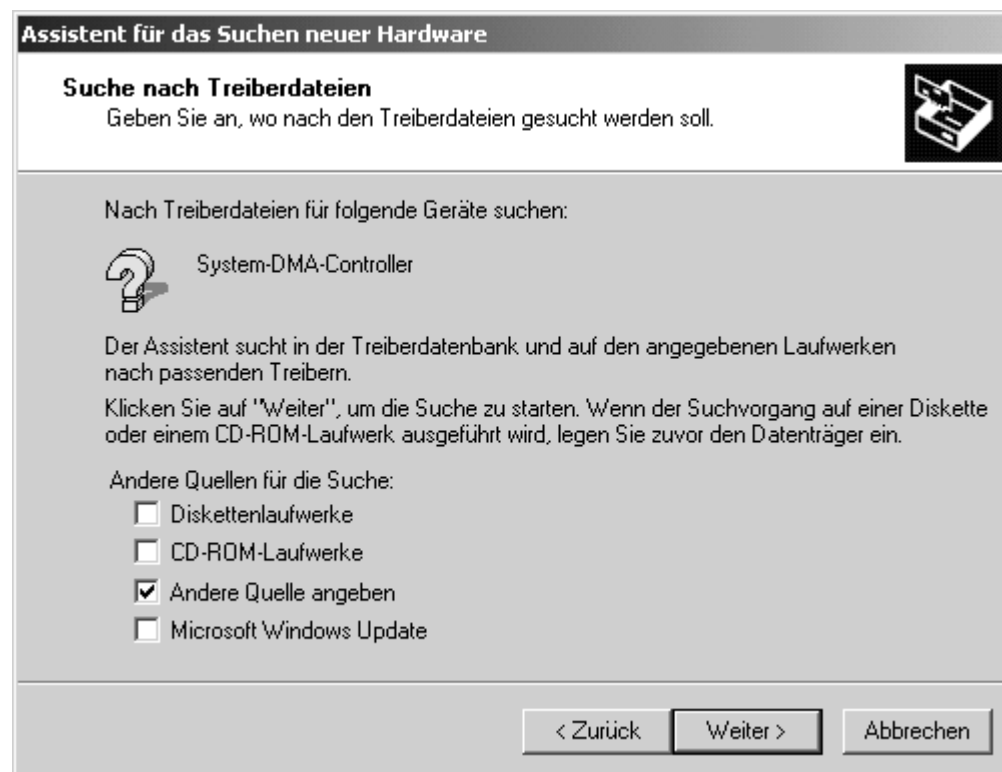 Assistent für das Suchen neuer Hardware
Suche nach Treiberdateien
Geben Sie an, wo nach den Treiberdateien gesucht werden soll.
Nach Treiberdateien für folgende Geräte suchen:
System-DMA-Controller
Der Assistent sucht in der Treiberdatenbank und auf den angegebenen Laufwerken
nach passenden Treibern.
Klicken Sie auf "Weiter", um die Suche zu starten. Wenn der Suchvorgang auf einer Diskette
oder einem CD-ROM-Laufwerk ausgeführt wird, legen Sie zuvor den Datenträger ein.
Andere Quellen für die Suche:
Diskettenlaufwerke
CD-ROM-Laufwerke
Andere Quelle angeben
Microsoft Windows Update
< Zurück Weiter > Abbrechen